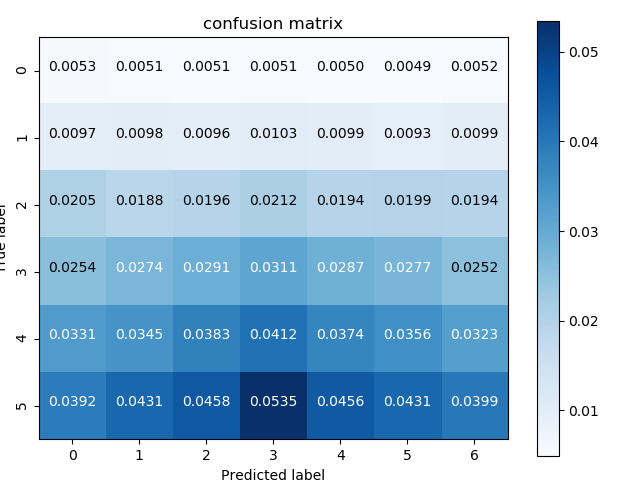 confusion matrix
0 0.0053 0.0051 0.0051 0.0051 0.0050 0.0049 0.0052
1 0.0097 0.0098 0.0096 0.0103 0.0099 0.0093 0.0099
2 0.0205 0.0188 0.0196 0.0212 0.0194 0.0199 0.0194
3 0.0254 0.0274 0.0291 0.0311 0.0287 0.0277 0.0252
4 0.0331 0.0345 0.0383 0.0412 0.0374 0.0356 0.0323
5 0.0392 0.0431 0.0458 0.0535 0.0456 0.0431 0.0399
0 1 2 3 4 5 6
Predicted label
True label
0.05
0.04
0.03
0.02
0.01